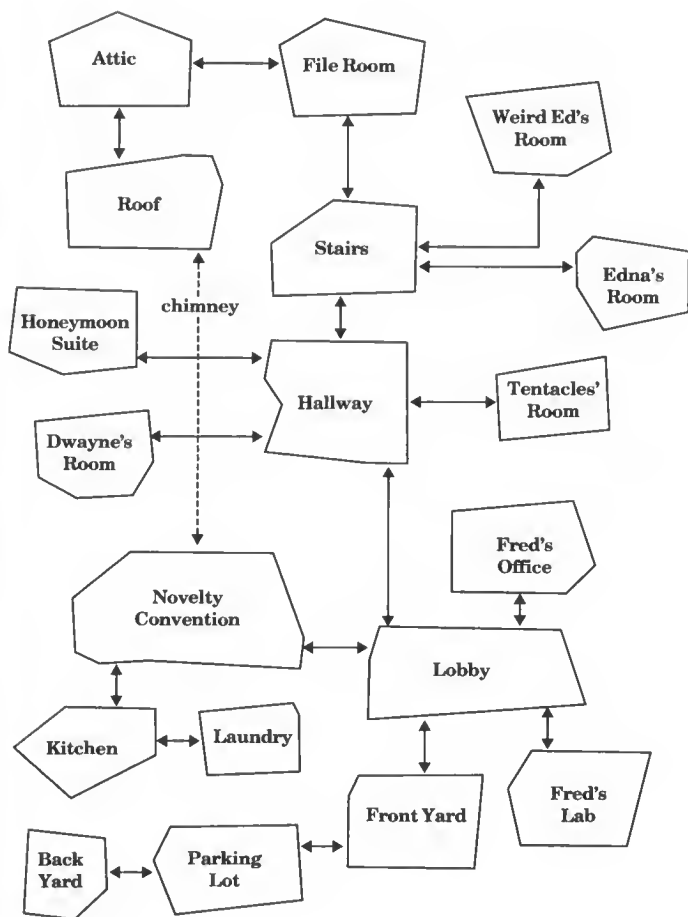 Attic
File Room
Weird Ed's
Room
Roof
Stairs
Edna's
Room
chimney
Honeymoon
Suite
Hallway
Tentacles'
Room
Dwayne's
Room
Fred's
Office
Novelty
Convention
Lobby
Kitchen
Laundry
Front Yard
Fred's
Lab
Back
Yard
Parking
Lot